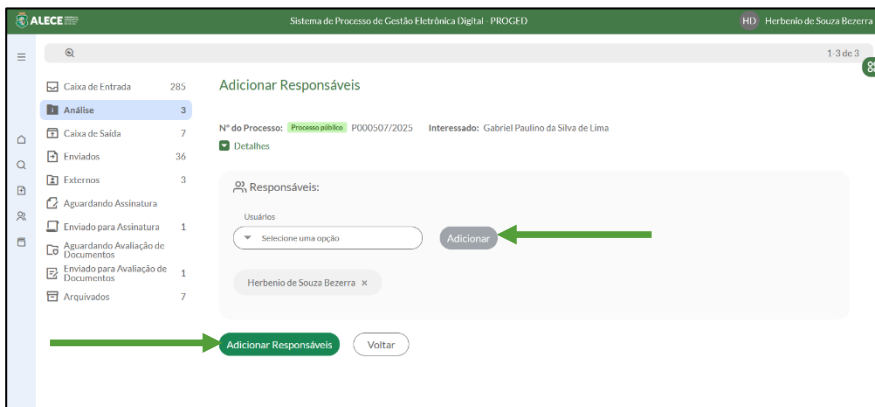 ALECE
Sistema de Processo de Gestão Eletrônica Digital - PROGED
HD Herbenio de Souza Bezerra
1-3 de 3
Caixa de Entrada 285
Análise 3
Caixa de Saída 7
Enviados 36
Externos 3
Aguardando Assinatura
Enviado para Assinatura 1
Aguardando Avaliação de
Documentos
Enviado para Avaliação de
Documentos 1
Arquivados 7
Adicionar Responsáveis
Nº do Processo: Processo público P000507/2025 Interessado: Gabriel Paulino da Silva de Lima
Detalhes
Responsáveis:
Usuários
Selecione uma opção
Adicionar
Herbenio de Souza Bezerra ×
Adicionar Responsáveis
Voltar